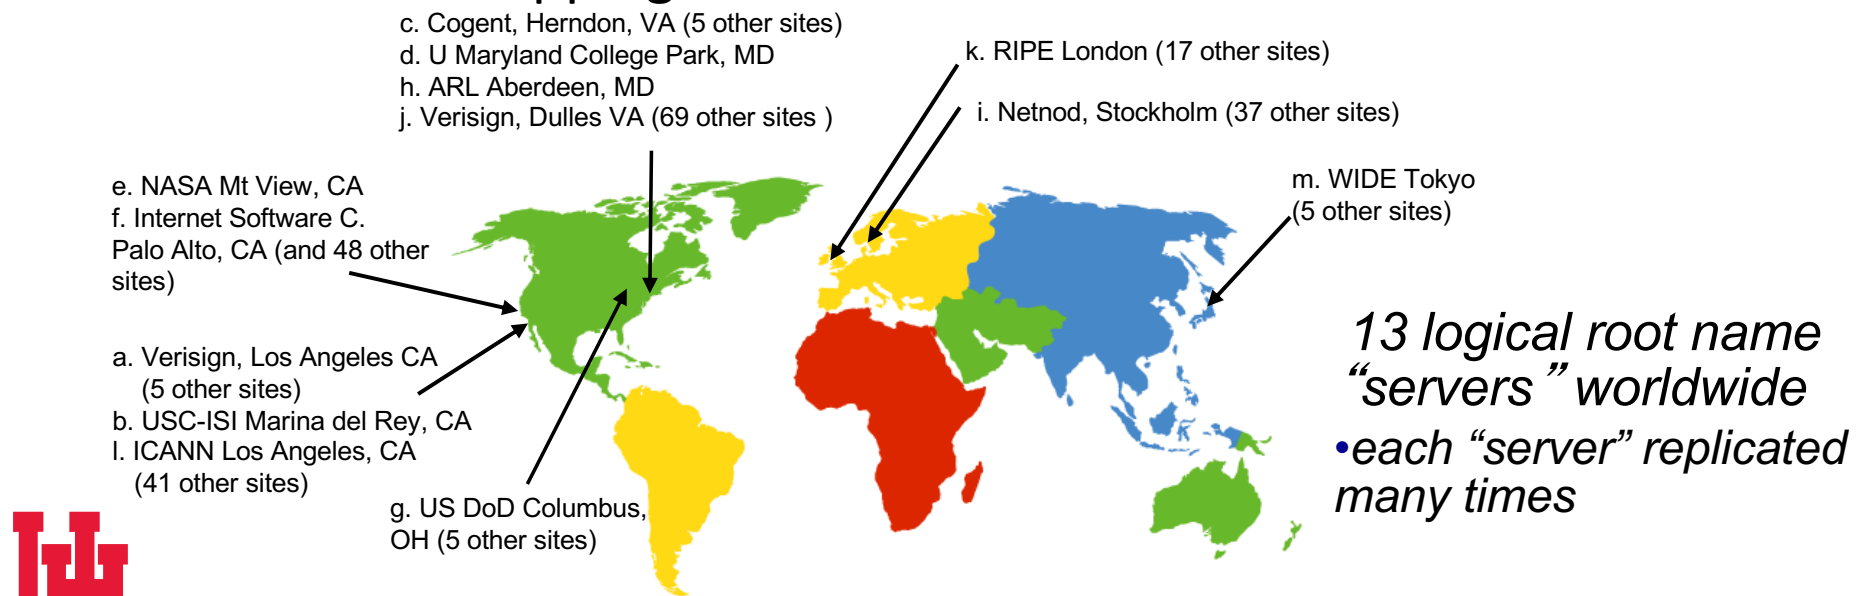 c. Cogent, Herndon, VA (5 other sites)
d. U Maryland College Park, MD
h. ARL Aberdeen, MD
j. Verisign, Dulles VA (69 other sites )
k. RIPE London (17 other sites)
i. Netnod, Stockholm (37 other sites)
m. WIDE Tokyo
(5 other sites)
e. NASA Mt View, CA
f. Internet Software C.
Palo Alto, CA (and 48 other
sites)
a. Verisign, Los Angeles CA
(5 other sites)
b. USC-ISI Marina del Rey, CA
l. ICANN Los Angeles, CA
(41 other sites)
g. US DoD Columbus,
OH (5 other sites)
13 logical root name
“servers” worldwide
•each “server” replicated
many times